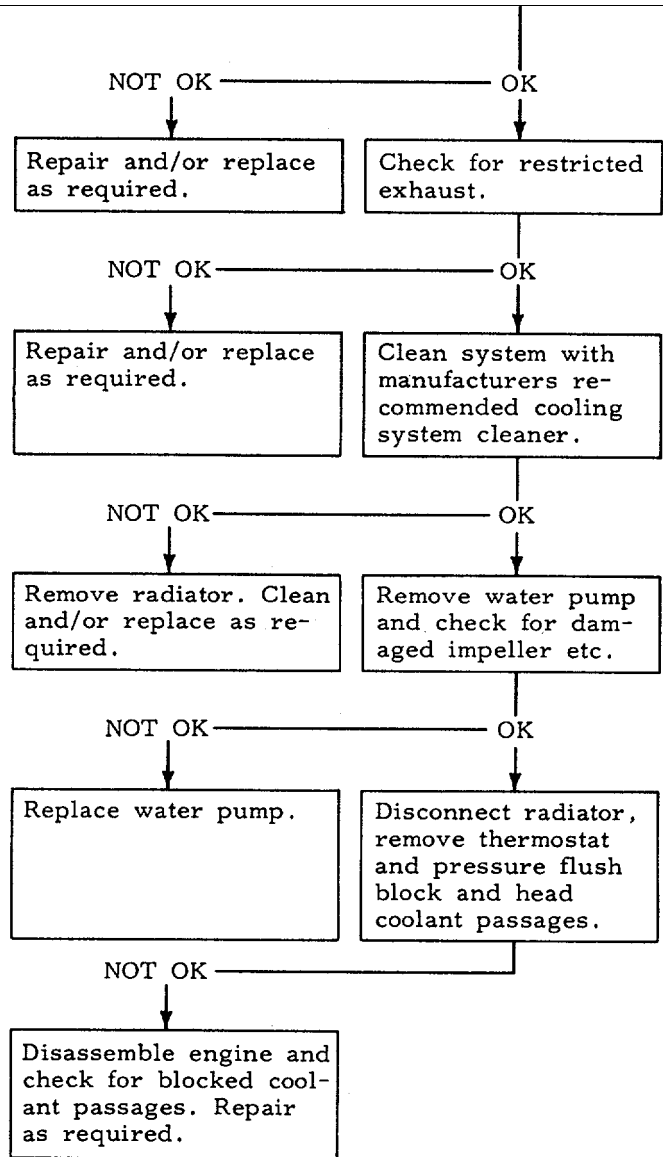 NOT OK
OK
Repair and/or replace
as required.
Check for restricted
exhaust.
NOT OK
OK
Repair and/or replace
as required.
Clean system with
manufacturers re-
commended cooling
system cleaner.
NOT OK
OK
Remove radiator. Clean
and/or replace as re-
quired.
Remove water pump
and check for dam-
aged impeller etc.
NOT OK
OK
Replace water pump.
Disconnect radiator,
remove thermostat
and pressure flush
block and head
coolant passages.
NOT OK
Disassemble engine and
check for blocked cool-
ant passages. Repair
as required.